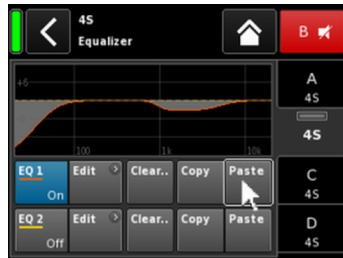 4S
Equalizer
B
+6
100
1k
10k
A
4S
4S
EQ 1
On
Edit
Clear..
Copy
Paste
C
4S
EQ 2
Off
Edit
Clear..
Copy
Paste
D
4S